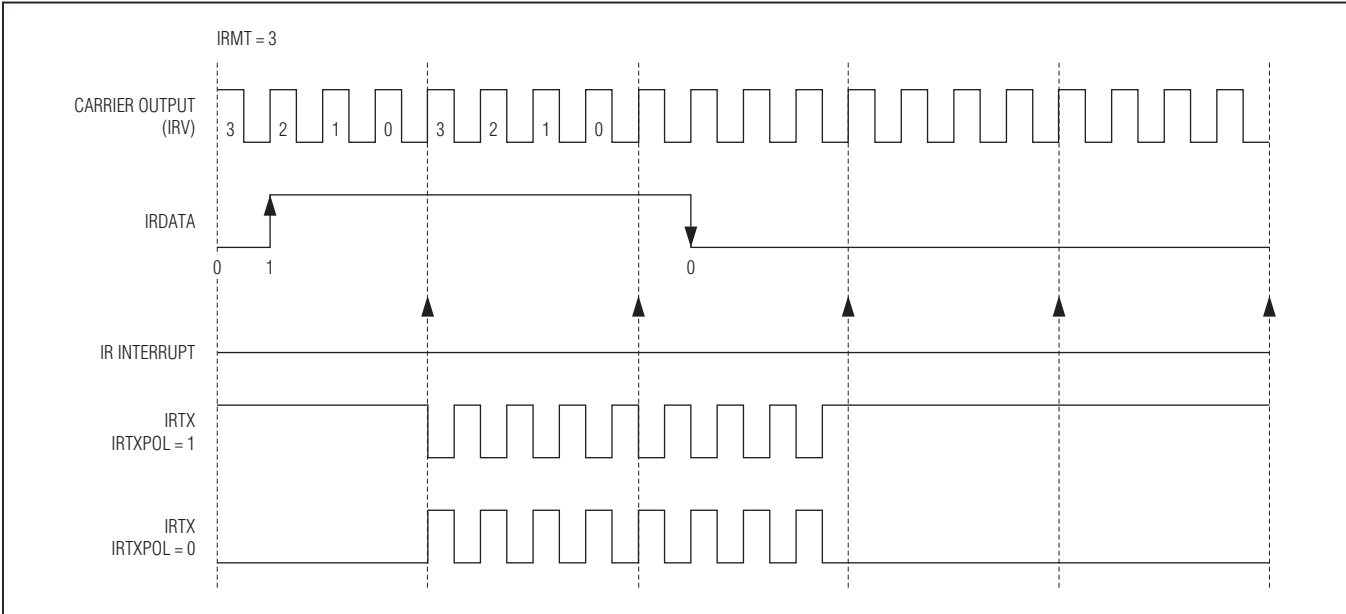 IRMT = 3
CARRIER OUTPUT
(IRV)
3 2 1 0 3 2 1 0
IRDATA
0 1 0
IR INTERRUPT
IRTX
IRTXPOL = 1
IRTX
IRTXPOL = 0